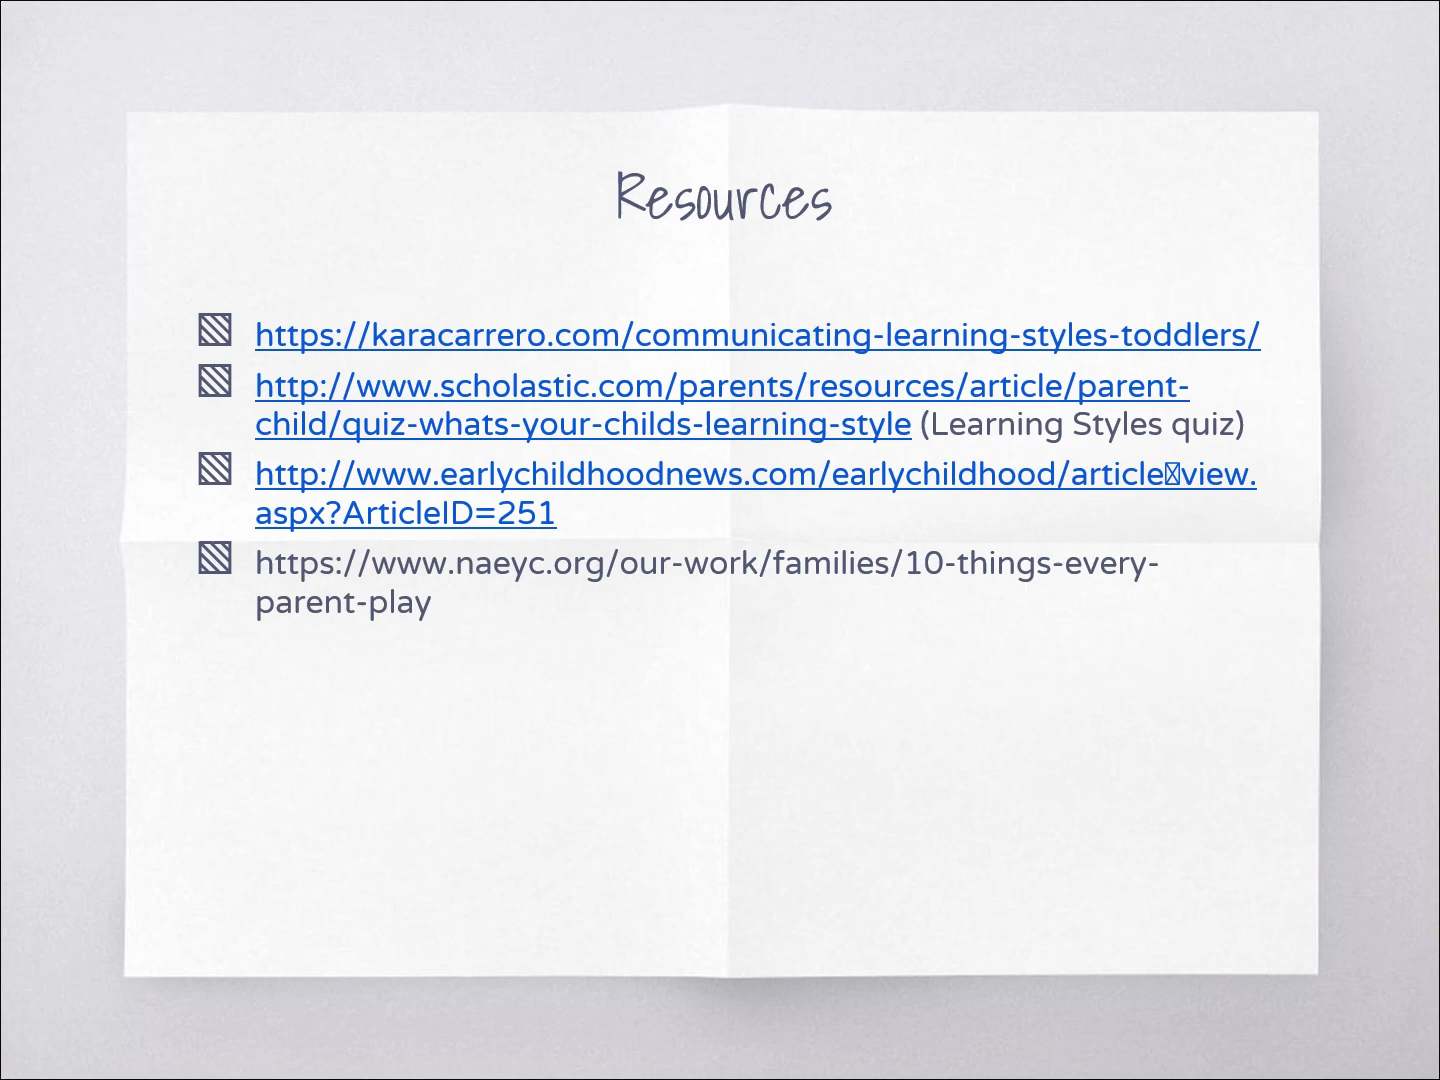 Resources
https://karacarrero.com/communicating-learning-styles-toddlers/
http://www.scholastic.com/parents/resources/article/parent-
child/quiz-whats-your-childs-learning-style (Learning Styles quiz)
http://www.earlychildhoodnews.com/earlychildhood/article▯view.
aspx?ArticleID=251
https://www.naeyc.org/our-work/families/10-things-every-
parent-play